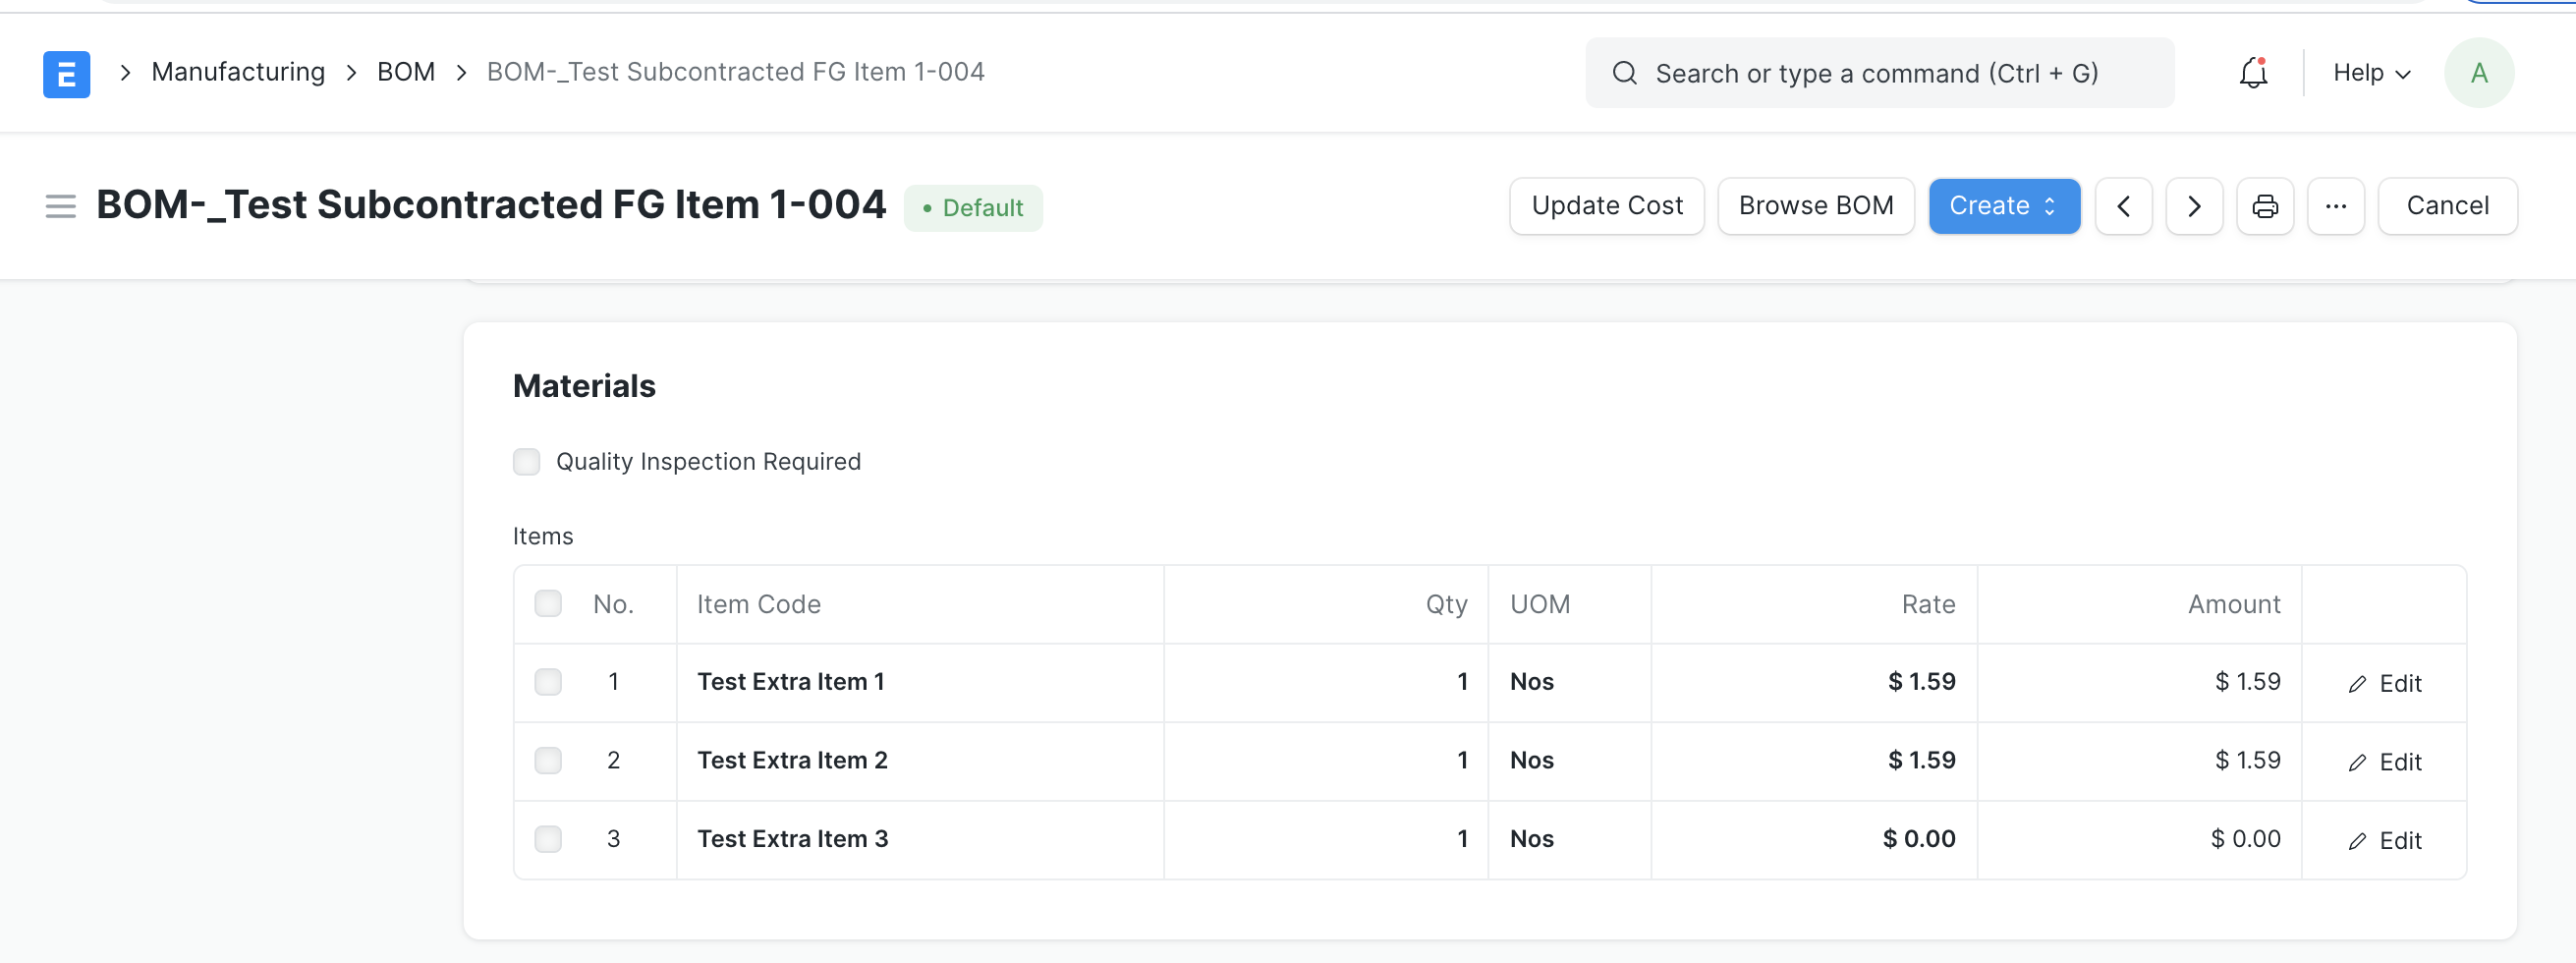 E
Manufacturing
BOM
BOM-_Test Subcontracted FG Item 1-004
Search or type a command (Ctrl + G)
Help
A
BOM-_Test Subcontracted FG Item 1-004
Default
Update Cost
Browse BOM
Create
Cancel
Materials
Quality Inspection Required
Items
No. Item Code Qty UOM Rate Amount
1 Test Extra Item 1 1 Nos $ 1.59 $ 1.59 Edit
2 Test Extra Item 2 1 Nos $ 1.59 $ 1.59 Edit
3 Test Extra Item 3 1 Nos $ 0.00 $ 0.00 Edit